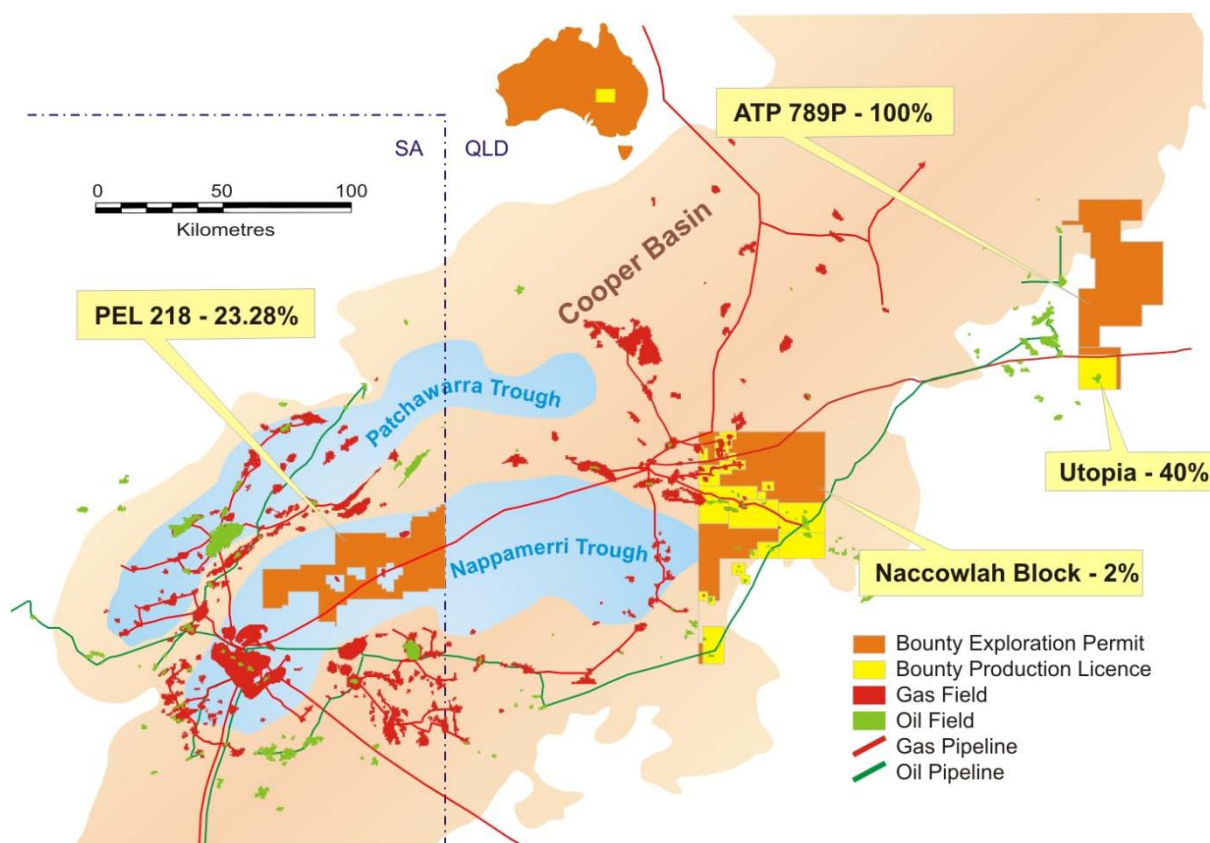 ATP 789P - 100%
SA QLD
0 50 100
Kilometres
Cooper Basin
PEL 218 - 23.28%
Patchawarra Trough
Utopia - 40%
Nappamerri Trough
Naccowlah Block - 2%
Bounty Exploration Permit
Bounty Production Licence
Gas Field
Oil Field
Gas Pipeline
Oil Pipeline